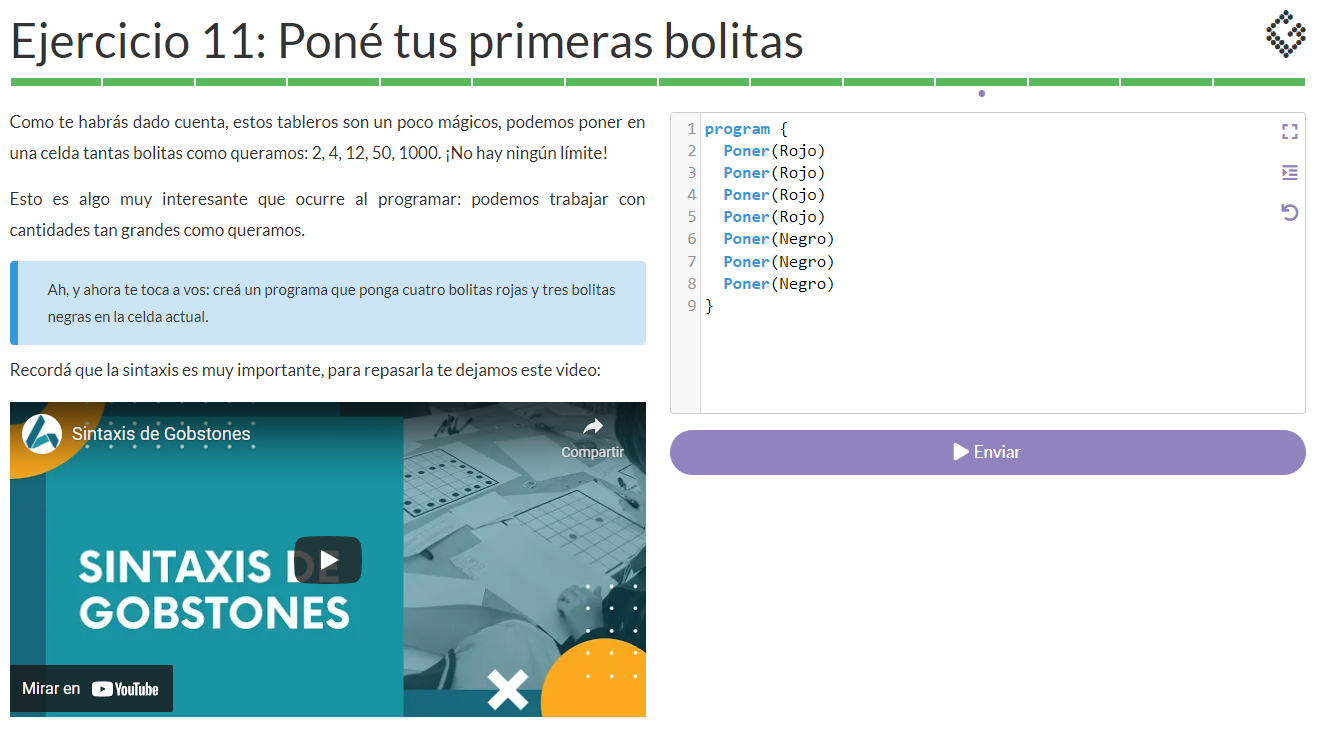 Ejercicio 11: Poné tus primeras bolitas
Como te habrás dado cuenta, estos tableros son un poco mágicos, podemos poner en
una celda tantas bolitas como queramos: 2, 4, 12, 50, 1000. ¡No hay ningún límite!
Esto es algo muy interesante que ocurre al programar: podemos trabajar con
cantidades tan grandes como queramos.
Ah, y ahora te toca a vos: creá un programa que ponga cuatro bolitas rojas y tres bolitas
negras en la celda actual.
Recordá que la sintaxis es muy importante, para repasarla te dejamos este video:
Sintaxis de Gobstones
Compartir
SINTAXIS DE
GOBSTONES
Mirar en YouTube
1 program {
2 Poner(Rojo)
3 Poner(Rojo)
4 Poner(Rojo)
5 Poner(Rojo)
6 Poner(Negro)
7 Poner(Negro)
8 Poner(Negro)
9 }
Enviar